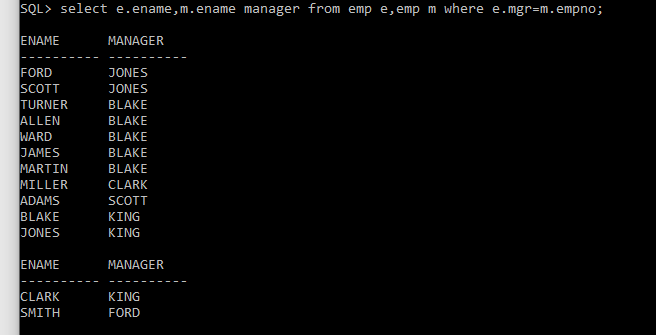 SQL> select e.ename,m.ename manager from emp e,emp m where e.mgr=m.empno;
ENAME      MANAGER
---------- ----------
FORD       JONES
SCOTT      JONES
TURNER     BLAKE
ALLEN      BLAKE
WARD       BLAKE
JAMES      BLAKE
MARTIN     BLAKE
MILLER     CLARK
ADAMS      SCOTT
BLAKE      KING
JONES      KING
ENAME      MANAGER
---------- ----------
CLARK      KING
SMITH      FORD